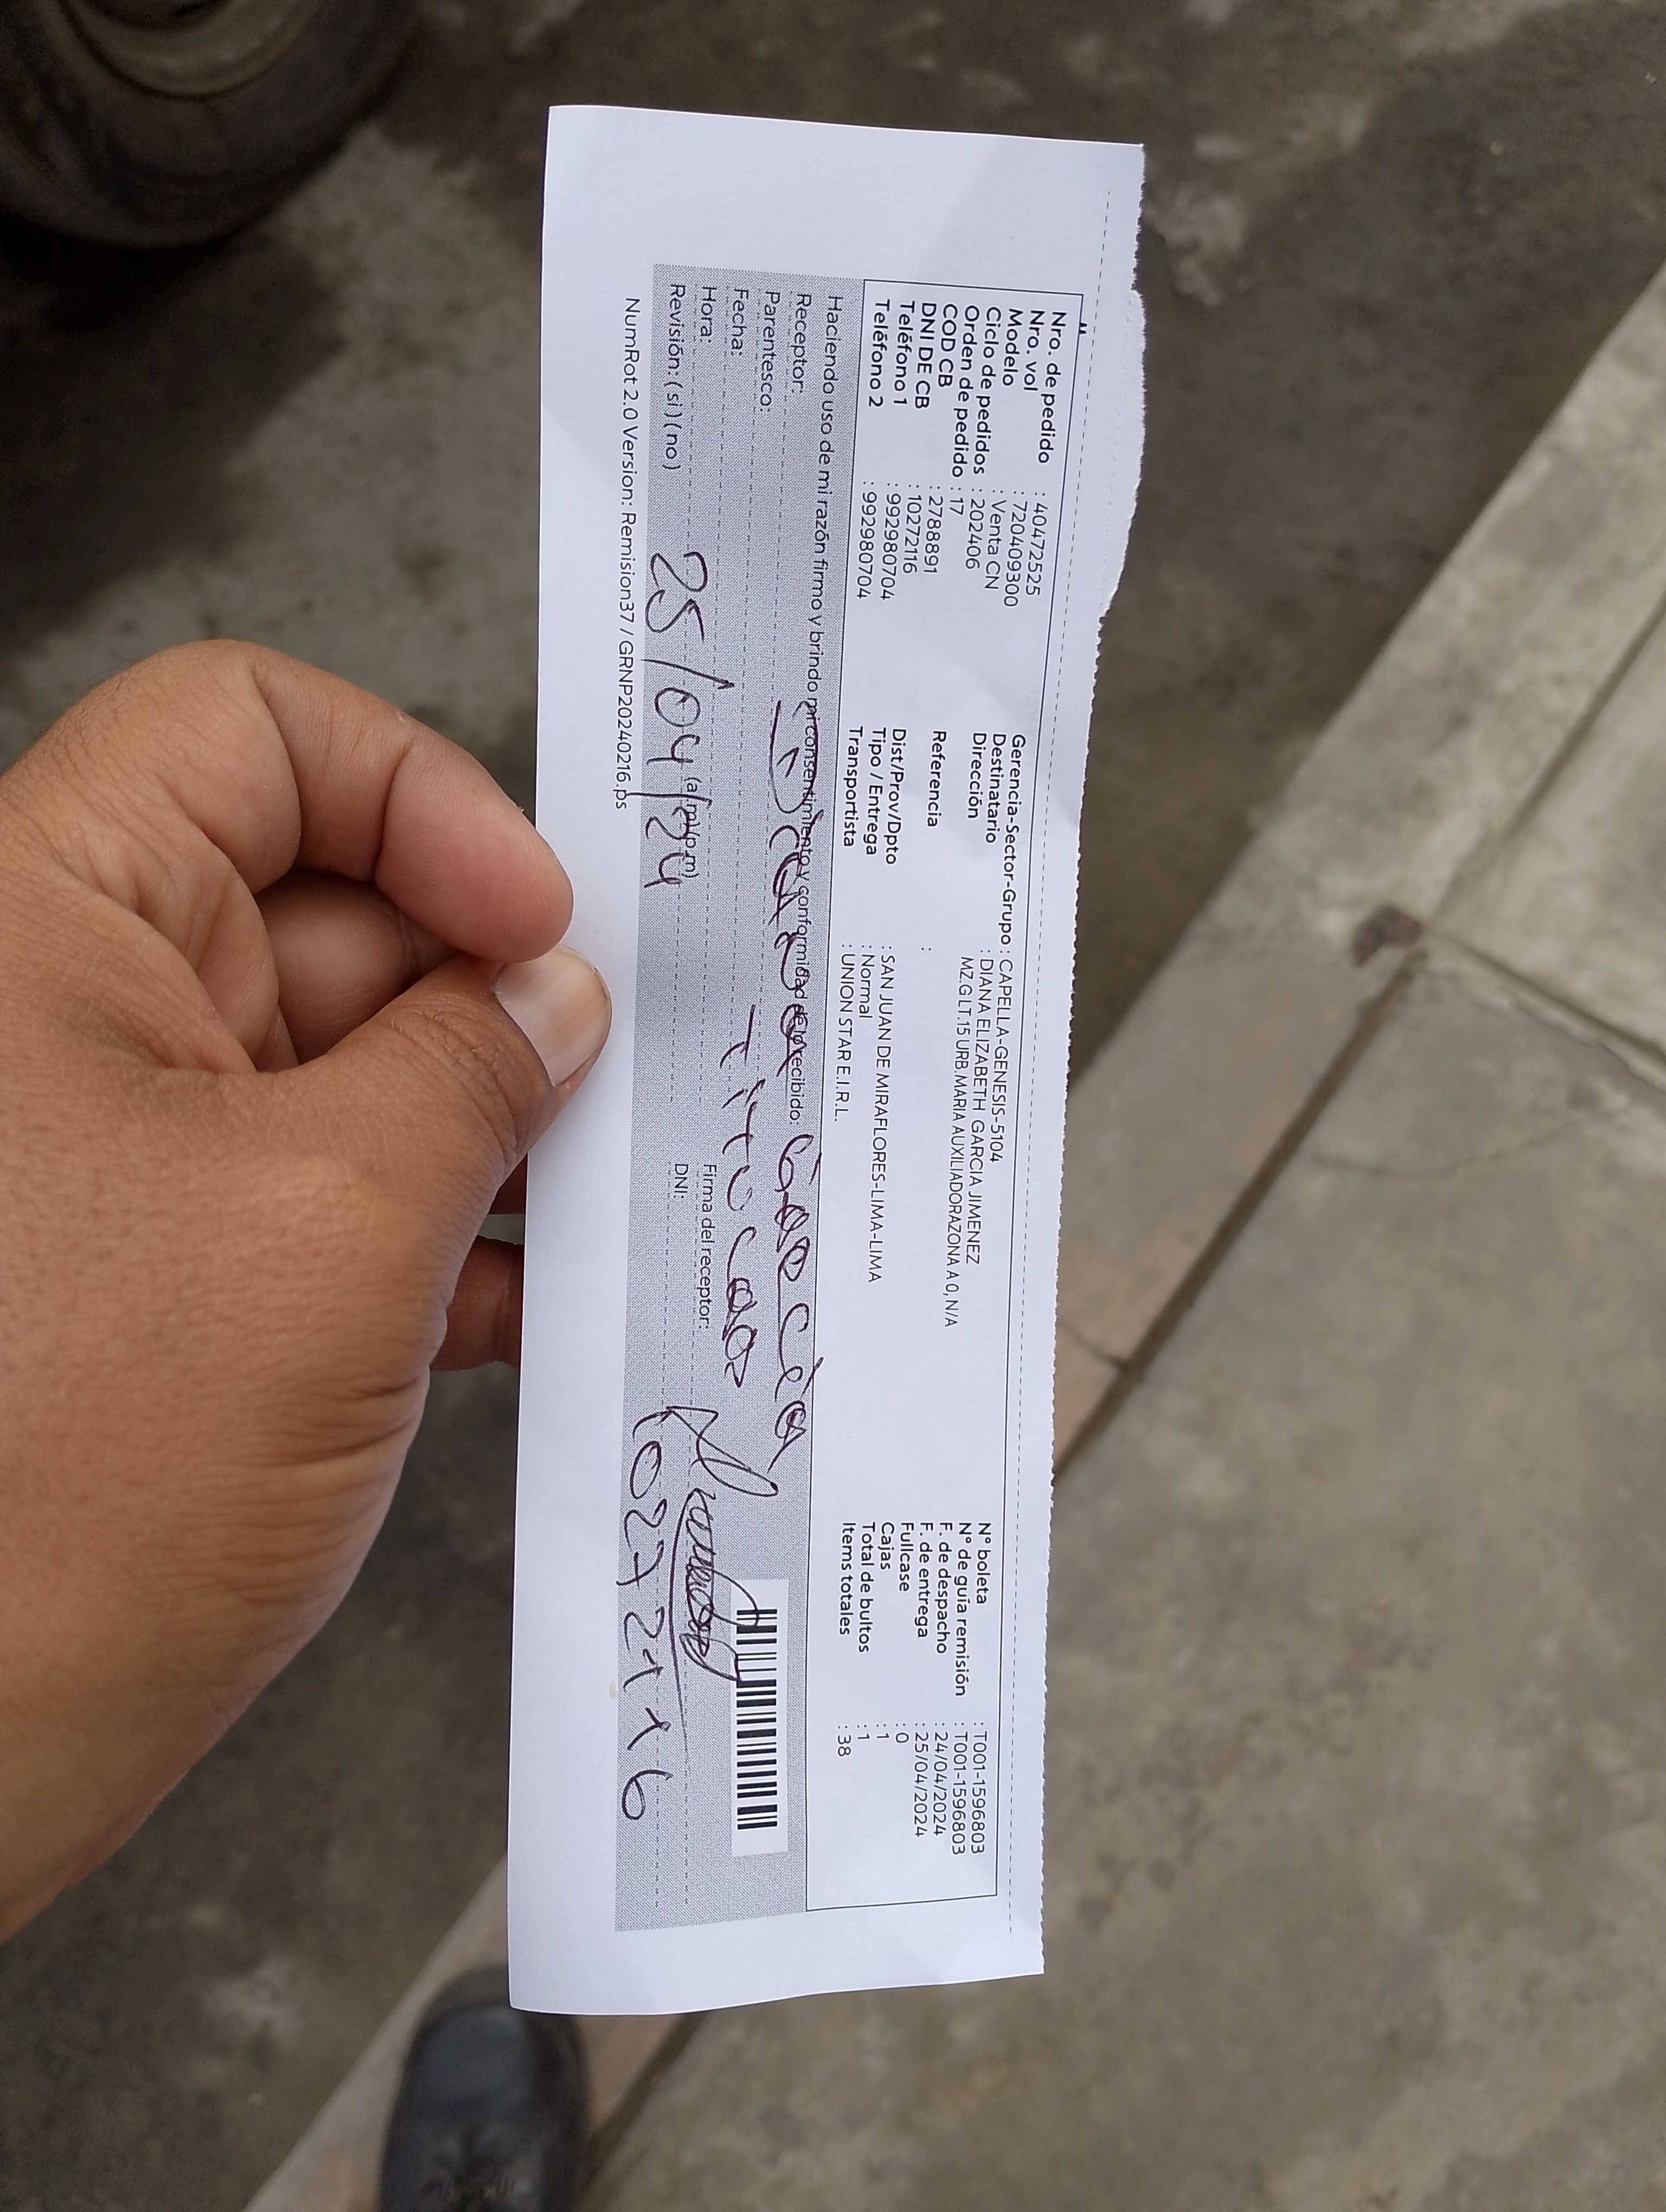 Nro. de pedido : 40472525
Nro. vol : 720409300
Modelo : Venta CN
Ciclo de pedidos : 202406
Orden de pedido : 17
COD CB : 2788891
DNI DE CB : 10272116
Teléfono 1 : 992980704
Teléfono 2 : 992980704
Gerencia-Sector-Grupo : CAPELLA-GENESIS-5104
Destinatario : DIANA ELIZABETH GARCIA JIMENEZ
Dirección MZ.G LT.15 URB.MARIA AUXILIADORAZONA A 0, N/A
Referencia :
Dist/Prov/Dpto : SAN JUAN DE MIRAFLORES-LIMA-LIMA
Tipo / Entrega : Normal
Transportista : UNION STAR E.I.R.L.
N° boleta : T001-1596803
N° de guía remisión : T001-1596803
F. de despacho : 24/04/2024
F. de entrega : 25/04/2024
Fullcase : 0
Cajas : 1
Total de bultos : 1
Items totales : 38
Haciendo uso de mi razón firmo y brindo mi consentimiento y conformidad de lo recibido:
Receptor: Diana Garcia
Parentesco: Titular
Fecha:
Hora: (a.m) (p.m) Firma del receptor:
Revisión: (si) (no) 25/04/24 DNI: 10272116
NumRot 2.0 Version: Remision37 / GRNP20240216.ps